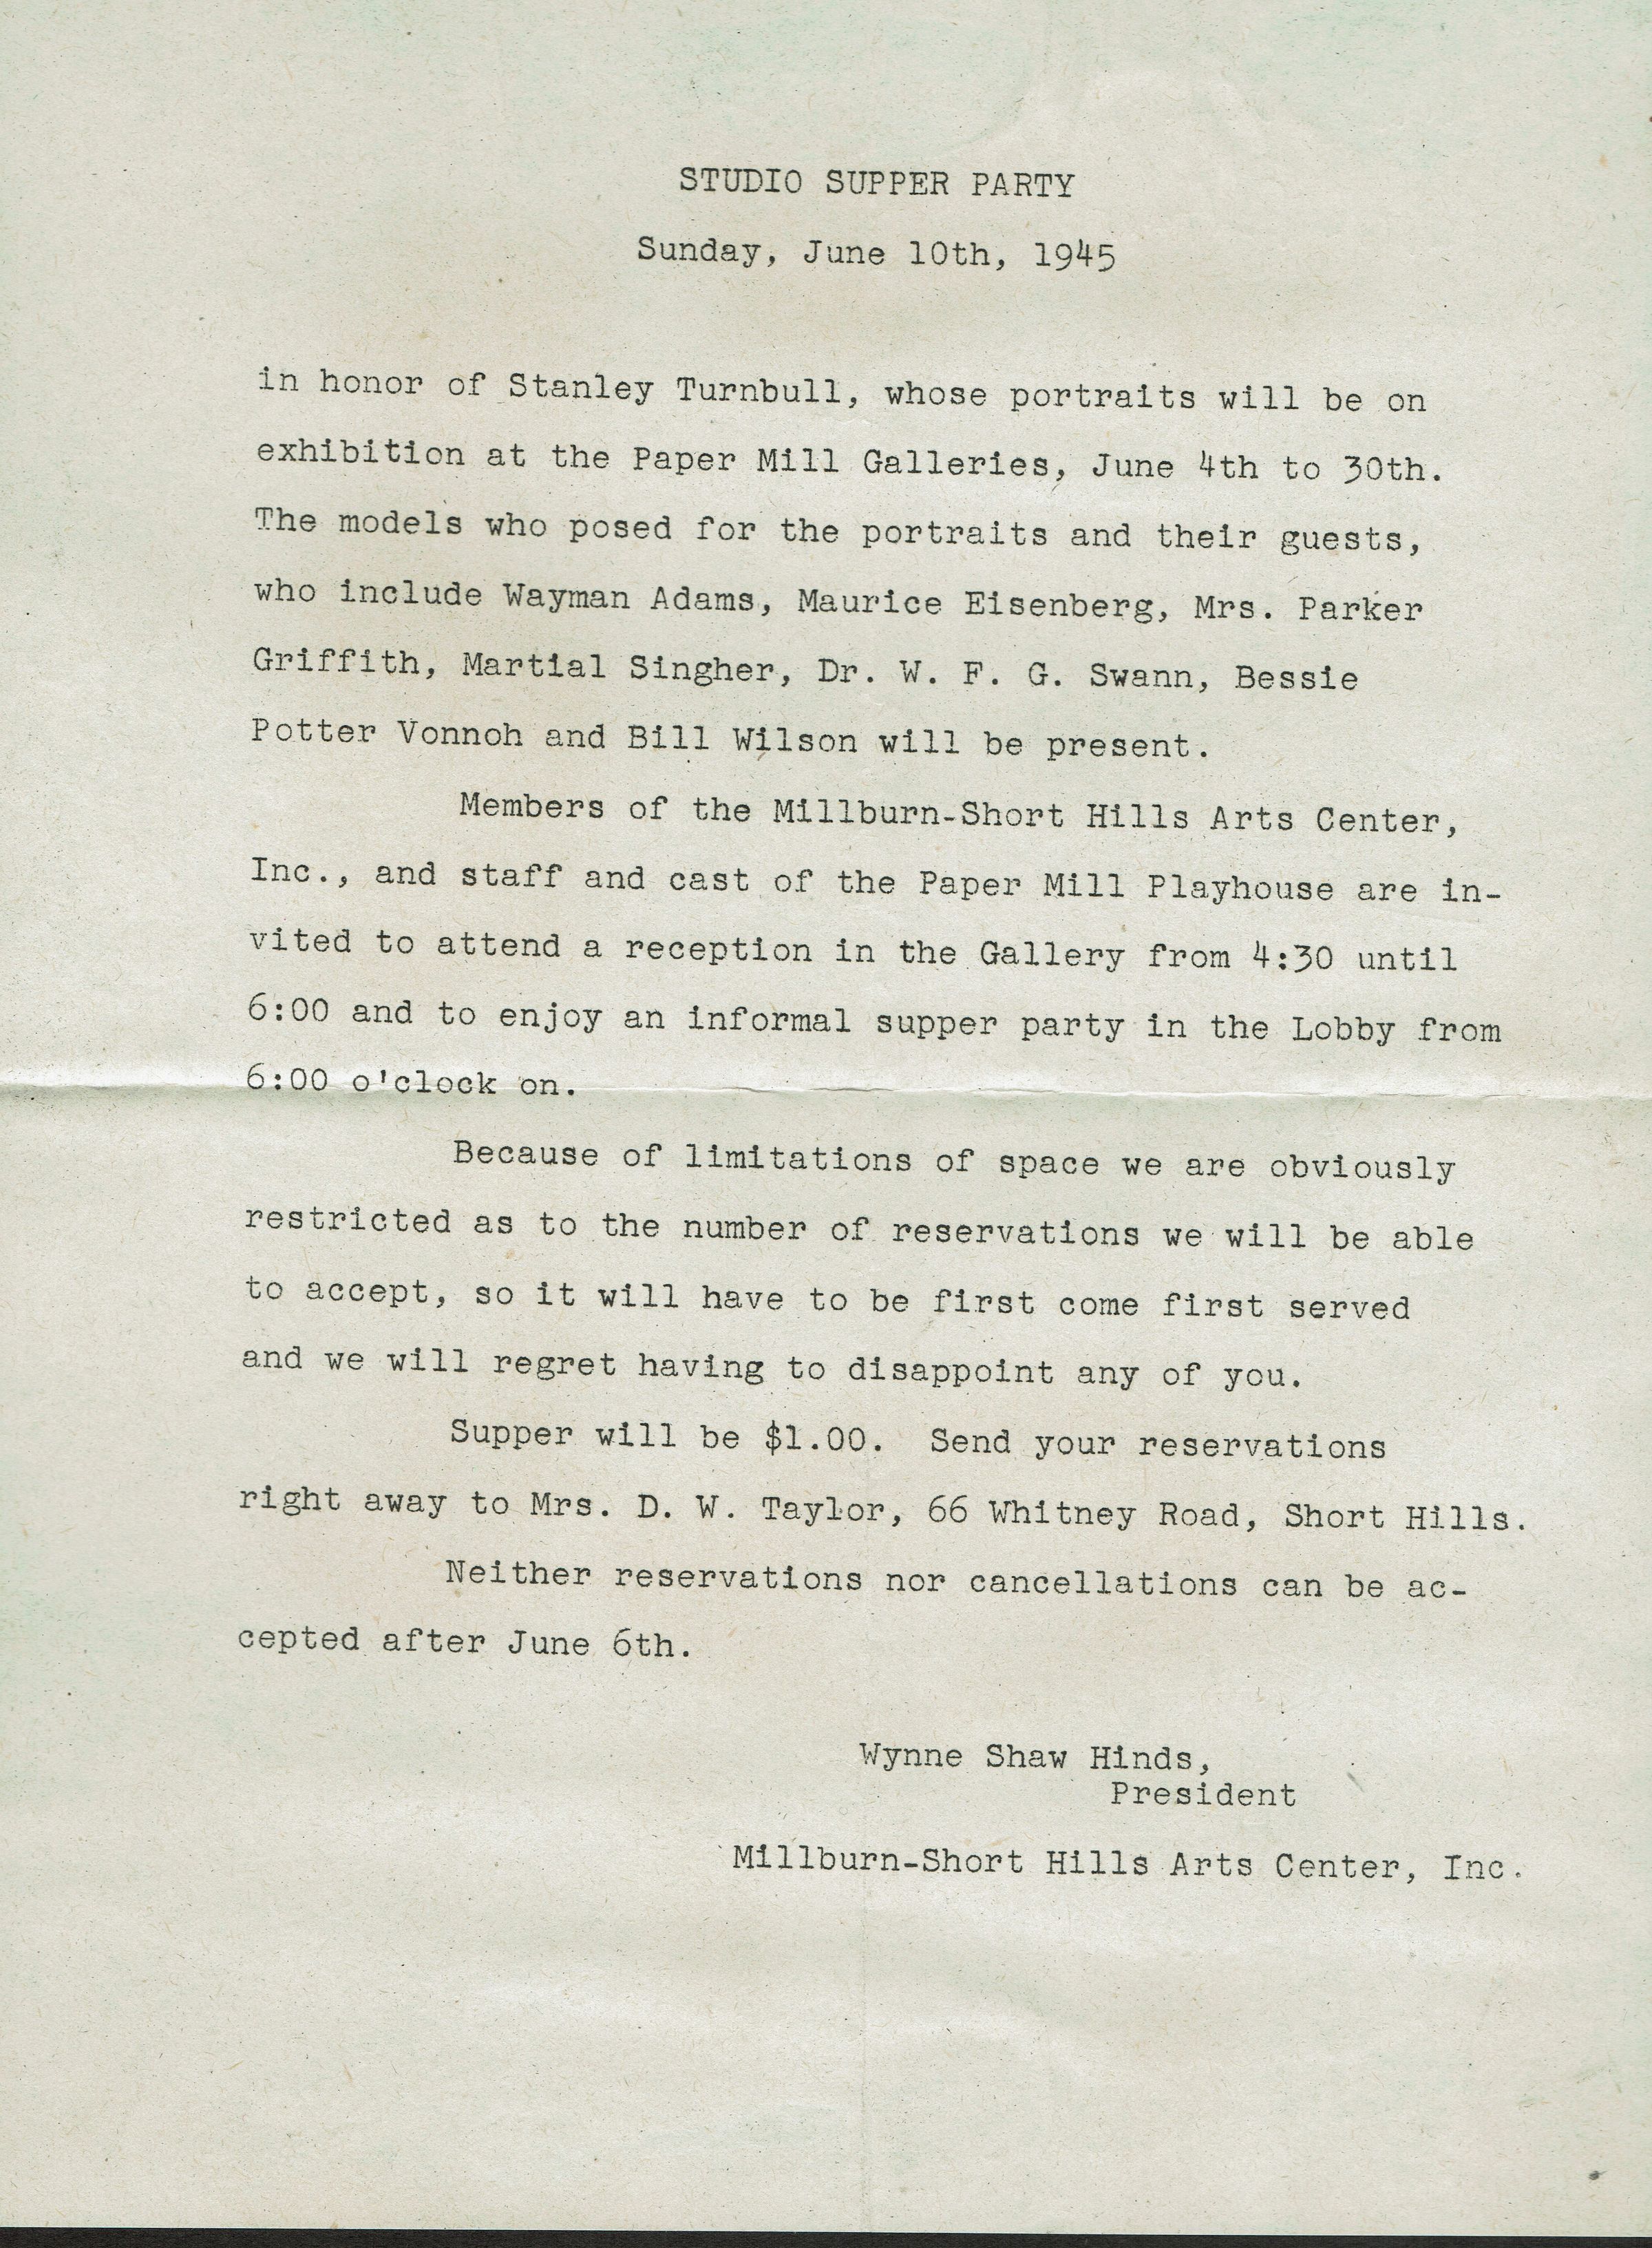 STUDIO SUPPER PARTY
Sunday, June 10th, 1945
in honor of Stanley Turnbull, whose portraits will be on
exhibition at the Paper Mill Galleries, June 4th to 30th.
The models who posed for the portraits and their guests,
who include Wayman Adams, Maurice Eisenberg, Mrs. Parker
Griffith, Martial Singher, Dr. W. F. G. Swann, Bessie
Potter Vonnoh and Bill Wilson will be present.
Members of the Millburn-Short Hills Arts Center,
Inc., and staff and cast of the Paper Mill Playhouse are in-
vited to attend a reception in the Gallery from 4:30 until
6:00 and to enjoy an informal supper party in the Lobby from
6:00 o'clock on.
Because of limitations of space we are obviously
restricted as to the number of reservations we will be able
to accept, so it will have to be first come first served
and we will regret having to disappoint any of you.
Supper will be $1.00.  Send your reservations
right away to Mrs. D. W. Taylor, 66 Whitney Road, Short Hills.
Neither reservations nor cancellations can be ac-
cepted after June 6th.
Wynne Shaw Hinds,
President
Millburn-Short Hills Arts Center, Inc.